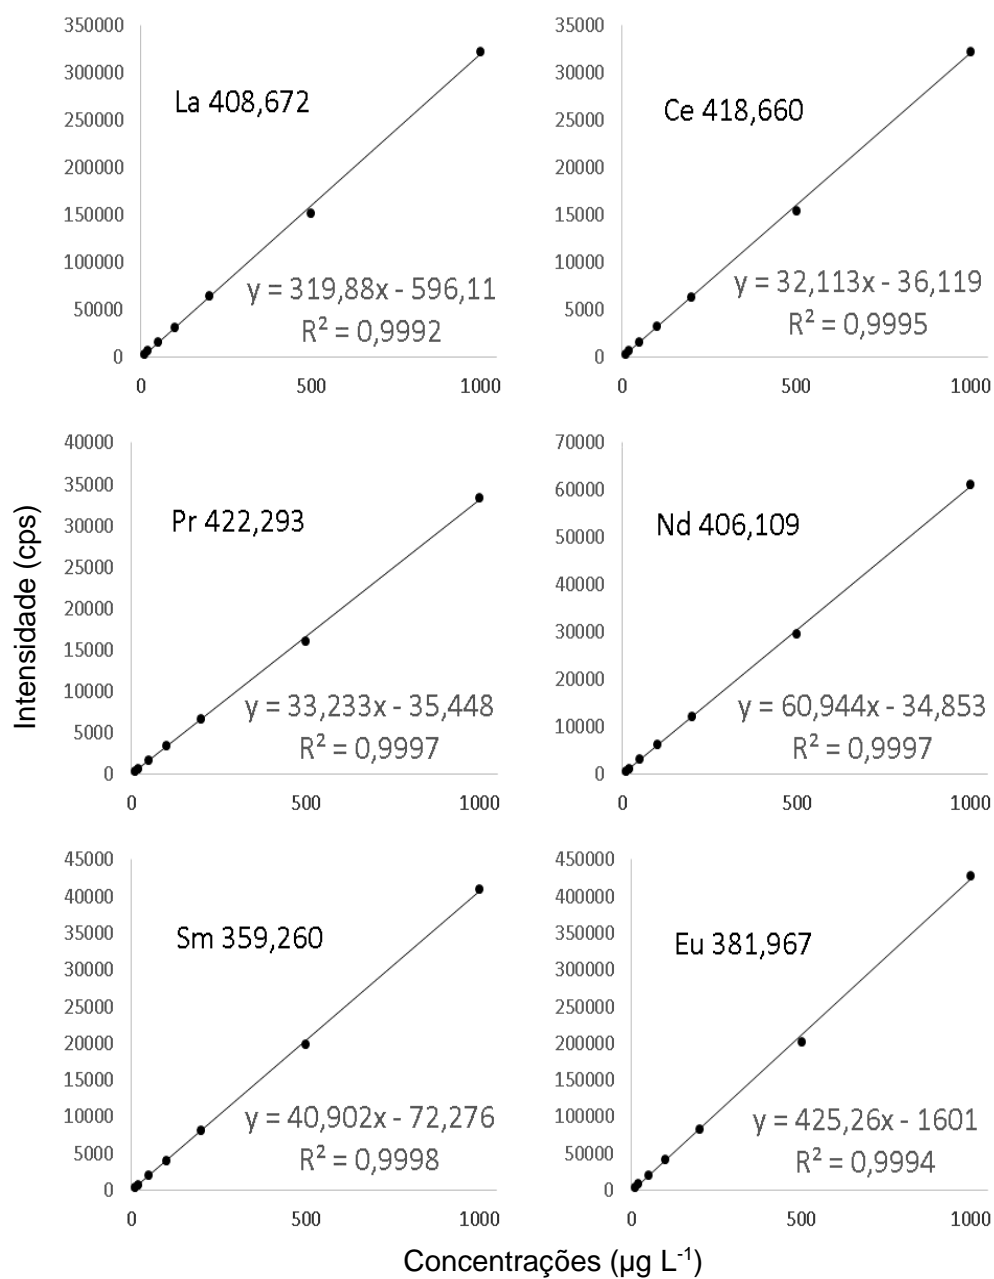 Intensidade (cps)
350000
300000
250000
200000
150000
100000
50000
0
0 500 1000
La 408,672
y = 319,88x - 596,11
R² = 0,9992
35000
30000
25000
20000
15000
10000
5000
0
0 500 1000
Ce 418,660
y = 32,113x - 36,119
R² = 0,9995
40000
35000
30000
25000
20000
15000
10000
5000
0
0 500 1000
Pr 422,293
y = 33,233x - 35,448
R² = 0,9997
70000
60000
50000
40000
30000
20000
10000
0
0 500 1000
Nd 406,109
y = 60,944x - 34,853
R² = 0,9997
45000
40000
35000
30000
25000
20000
15000
10000
5000
0
0 500 1000
Sm 359,260
y = 40,902x - 72,276
R² = 0,9998
450000
400000
350000
300000
250000
200000
150000
100000
50000
0
0 500 1000
Eu 381,967
y = 425,26x - 1601
R² = 0,9994
Concentrações (µg L⁻¹)